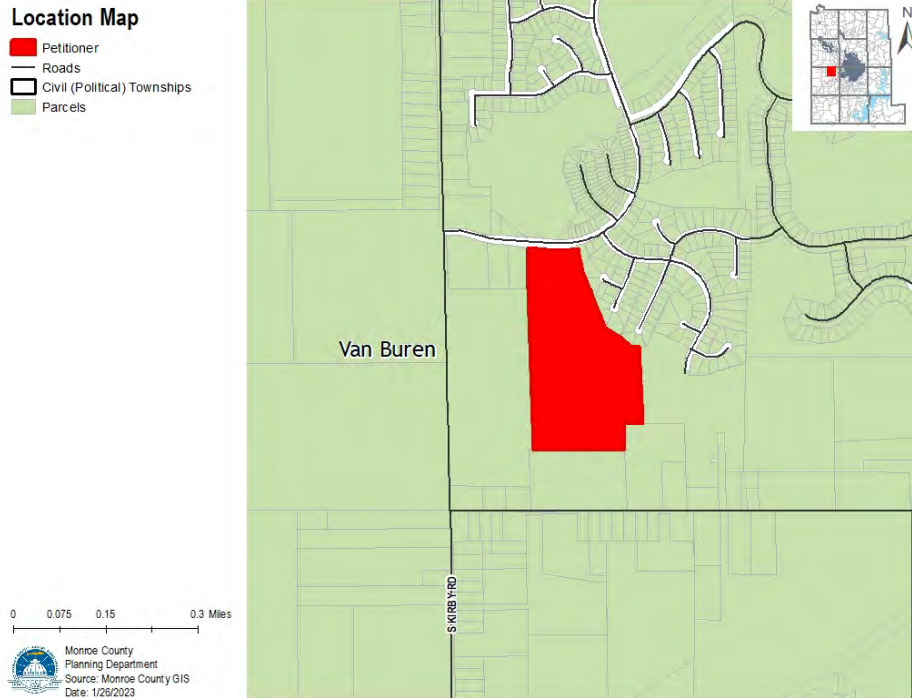 Location Map
Petitioner
Roads
Civil (Political) Townships
Parcels
N
Van Buren
S KIRBY RD
0 0.075 0.15 0.3 Miles
Monroe County
Planning Department
Source: Monroe County GIS
Date: 1/26/2023